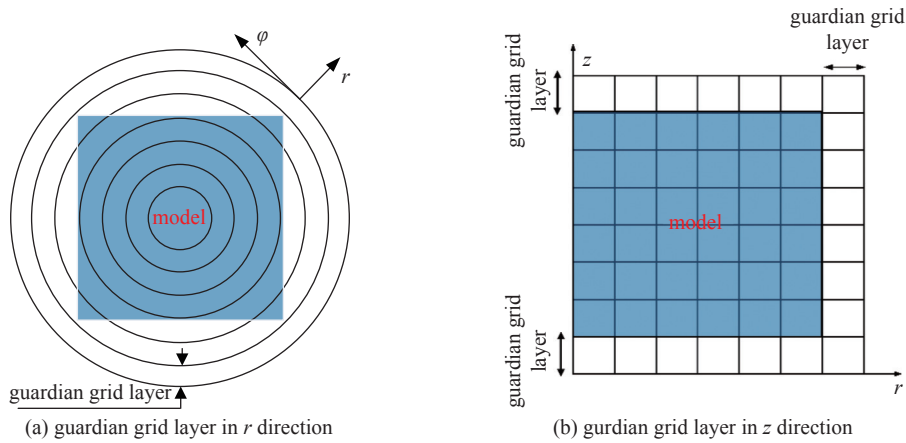 φ
r
model
guardian grid layer
(a) guardian grid layer in r direction
guardian grid
layer
z
guardian grid
layer
model
guardian grid
layer
r
(b) gurdian grid layer in z direction